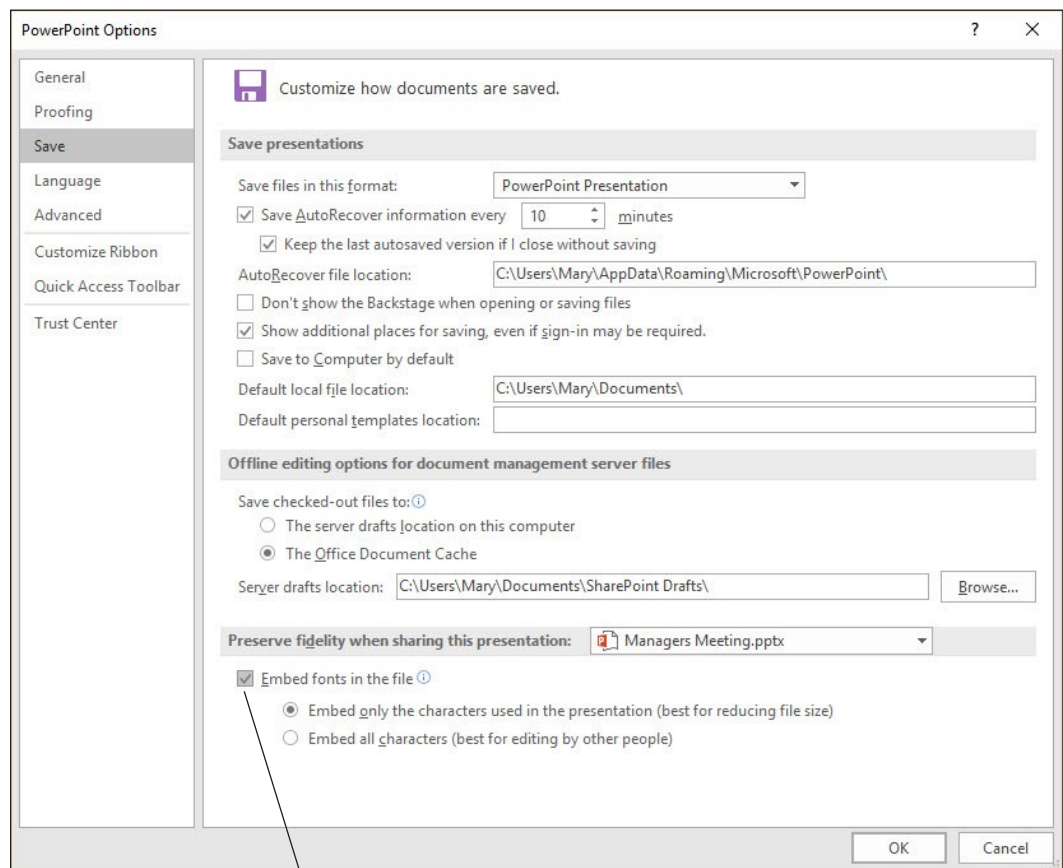 PowerPoint Options ?
General
Proofing
Save
Language
Advanced
Customize Ribbon
Quick Access Toolbar
Trust Center
Customize how documents are saved.
Save presentations
Save files in this format: PowerPoint Presentation
Save AutoRecover information every 10 minutes
Keep the last autosaved version if I close without saving
AutoRecover file location: C:\Users\Mary\AppData\Roaming\Microsoft\PowerPoint\
Don't show the Backstage when opening or saving files
Show additional places for saving, even if sign-in may be required.
Save to Computer by default
Default local file location: C:\Users\Mary\Documents\
Default personal templates location:
Offline editing options for document management server files
Save checked-out files to:
The server drafts location on this computer
The Office Document Cache
Server drafts location: C:\Users\Mary\Documents\SharePoint Drafts\ Browse...
Preserve fidelity when sharing this presentation: Managers Meeting.pptx
Embed fonts in the file
Embed only the characters used in the presentation (best for reducing file size)
Embed all characters (best for editing by other people)
OK Cancel